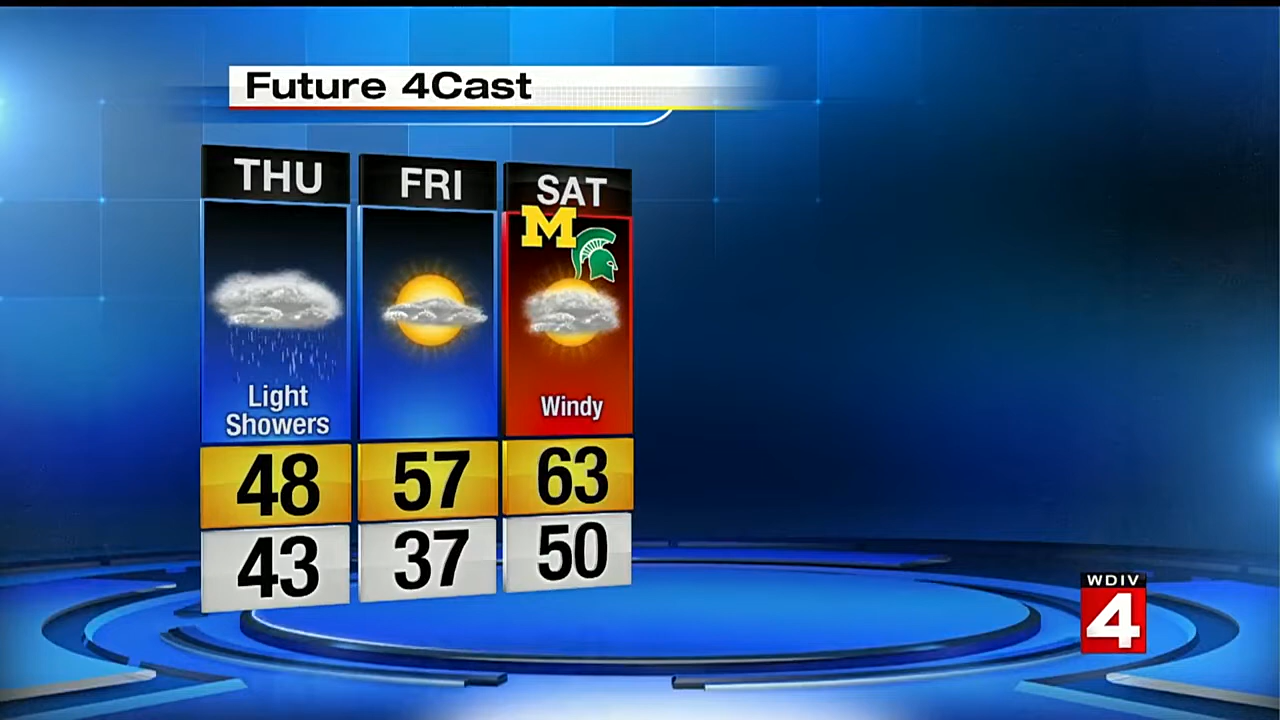 Future 4Cast
THU
FRI
SAT
M
Light
Showers
Windy
48
57
63
43
37
50
WDIV
4